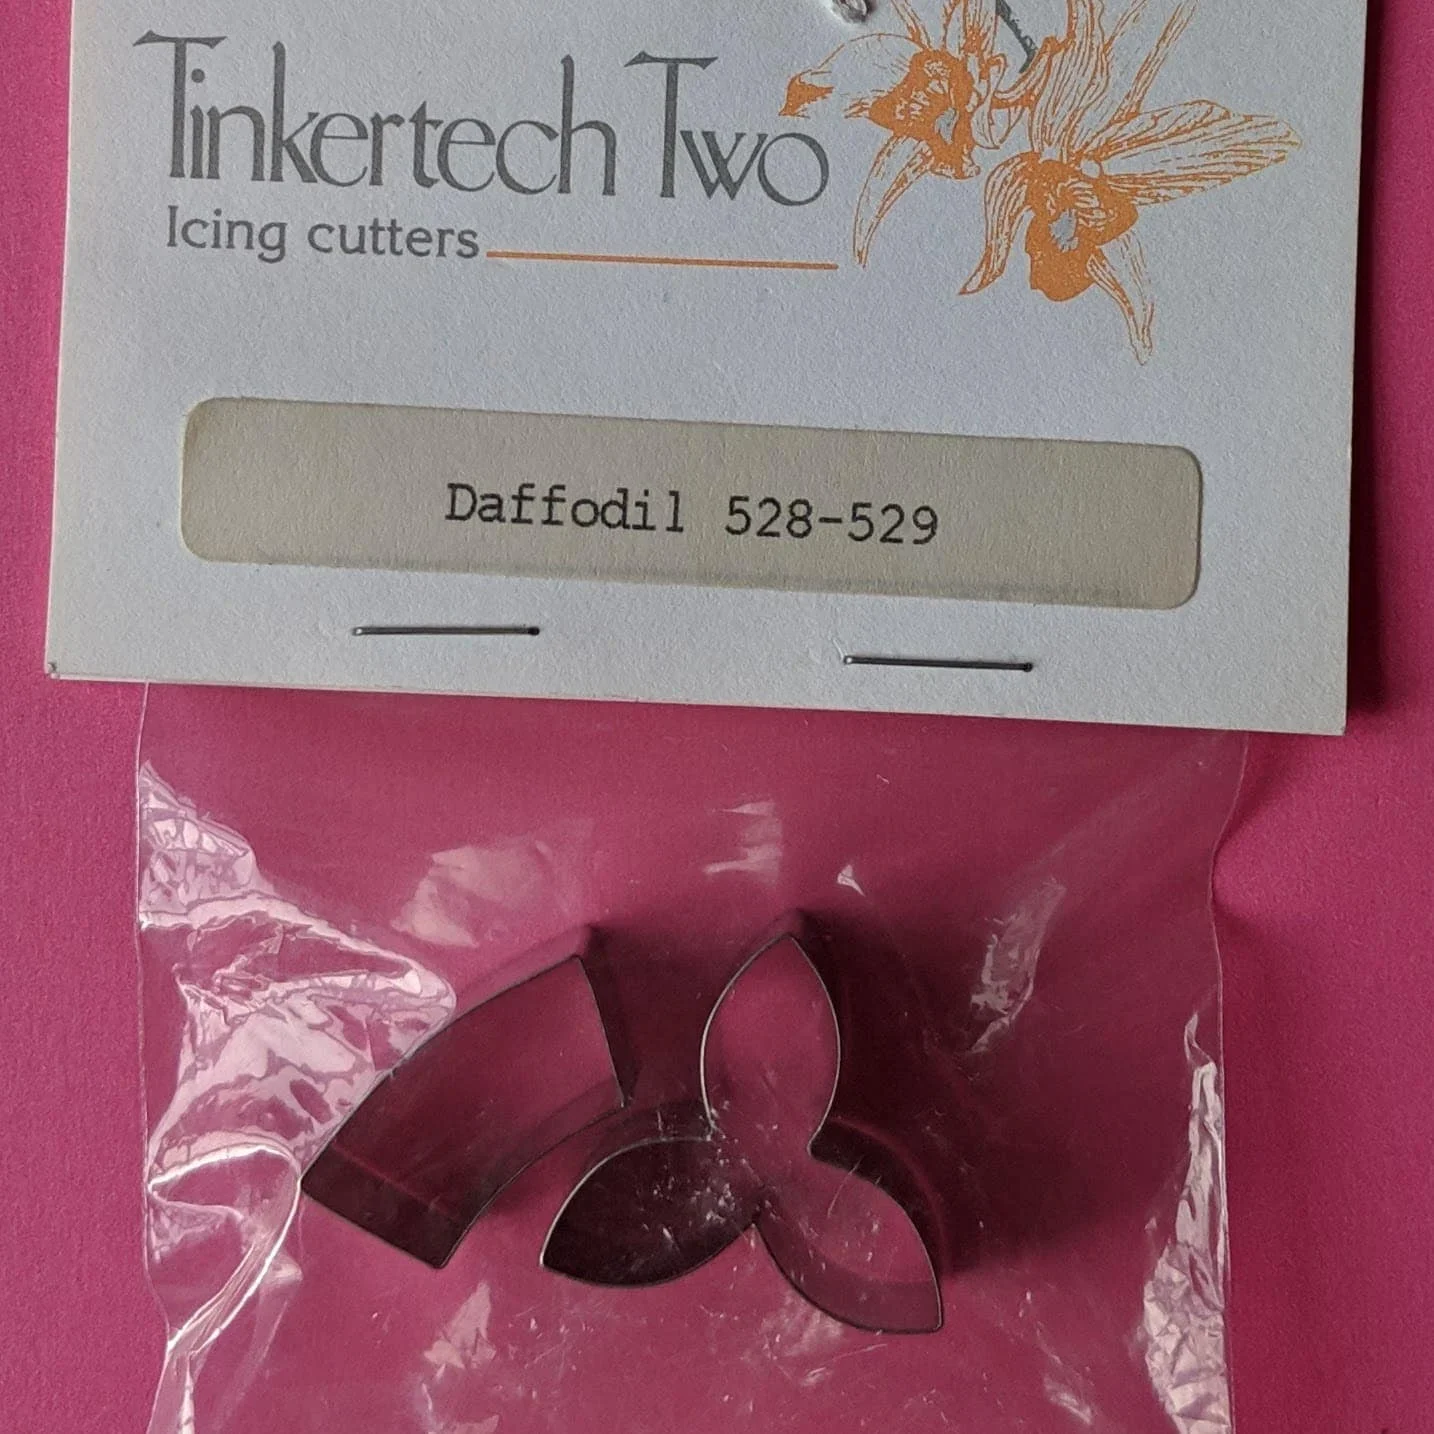 Tinkertech Two
Icing cutters
Daffodil 528-529